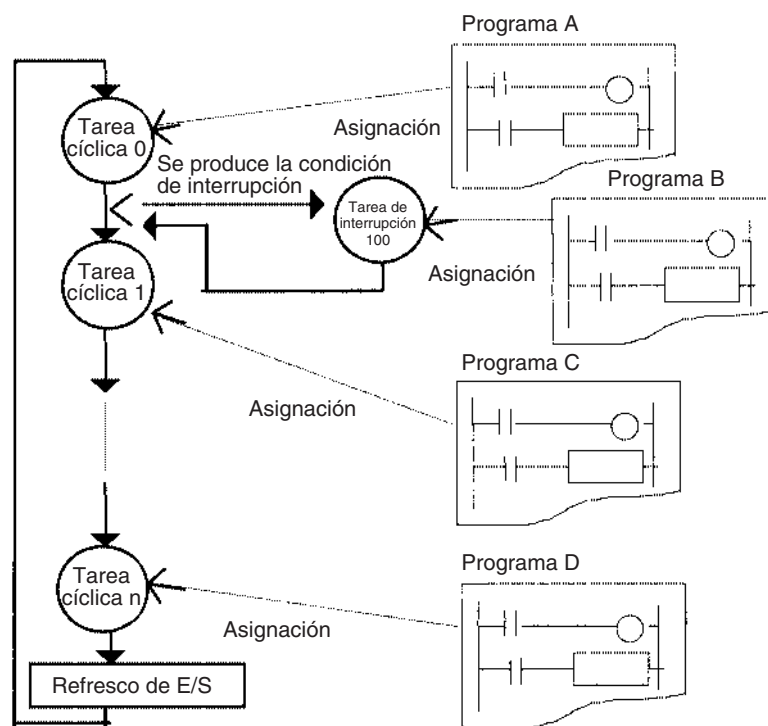 Programa A
Tarea
cíclica 0
Asignación
Se produce la condición
de interrupción
Programa B
Tarea de
interrupción
100
Asignación
Tarea
cíclica 1
Programa C
Asignación
Programa D
Tarea
cíclica n
Asignación
Refresco de E/S